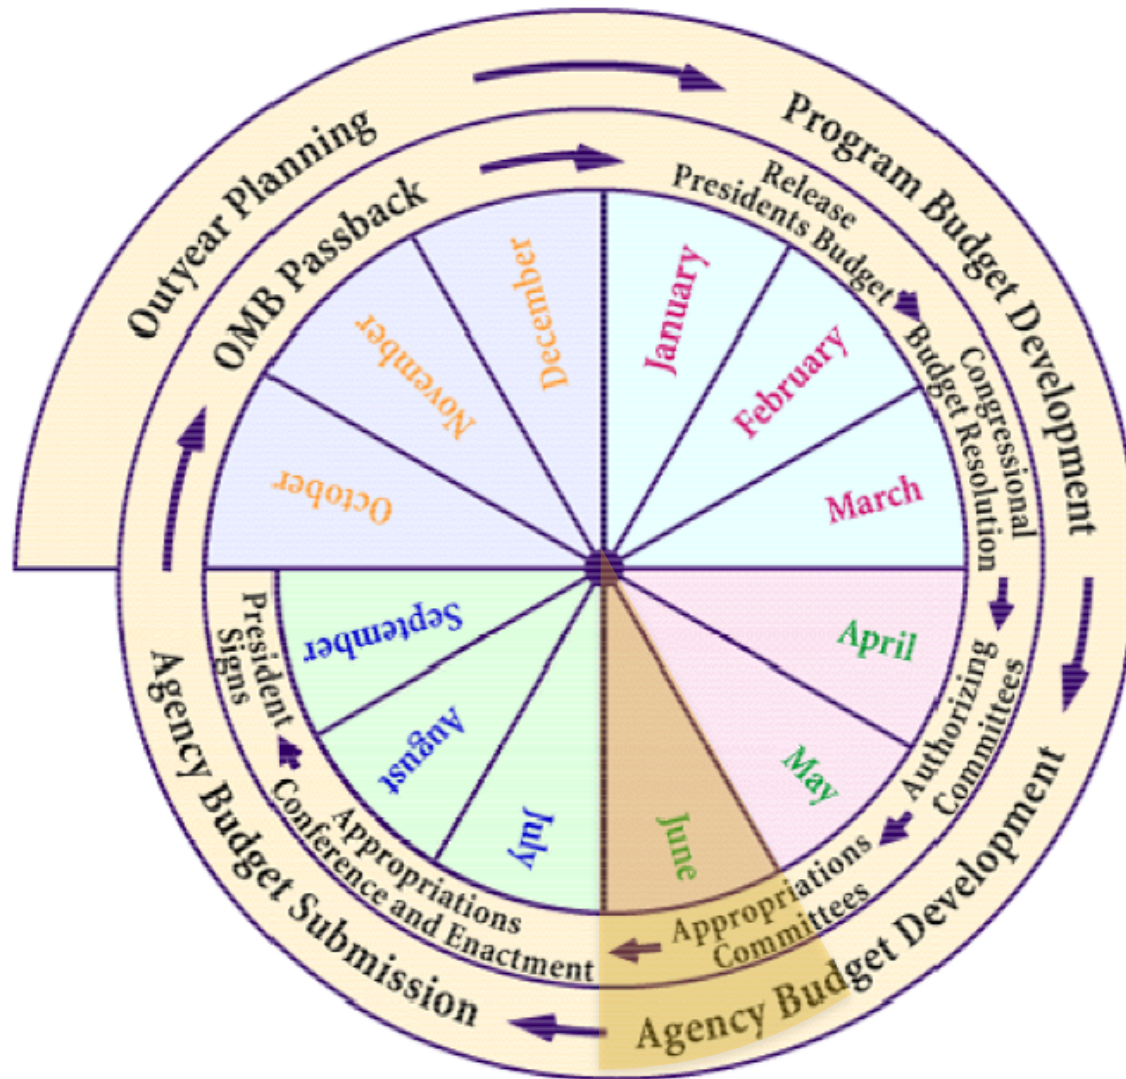 Outyear Planning
Program Budget Development
Agency Budget Development
Agency Budget Submission
OMB Passback
Release
Presidents Budget
Congressional
Budget Resolution
Authorizing
Committees
Appropriations
Committees
Appropriations
Conference and Enactment
President
Signs
January
February
March
April
May
June
July
August
September
October
November
December